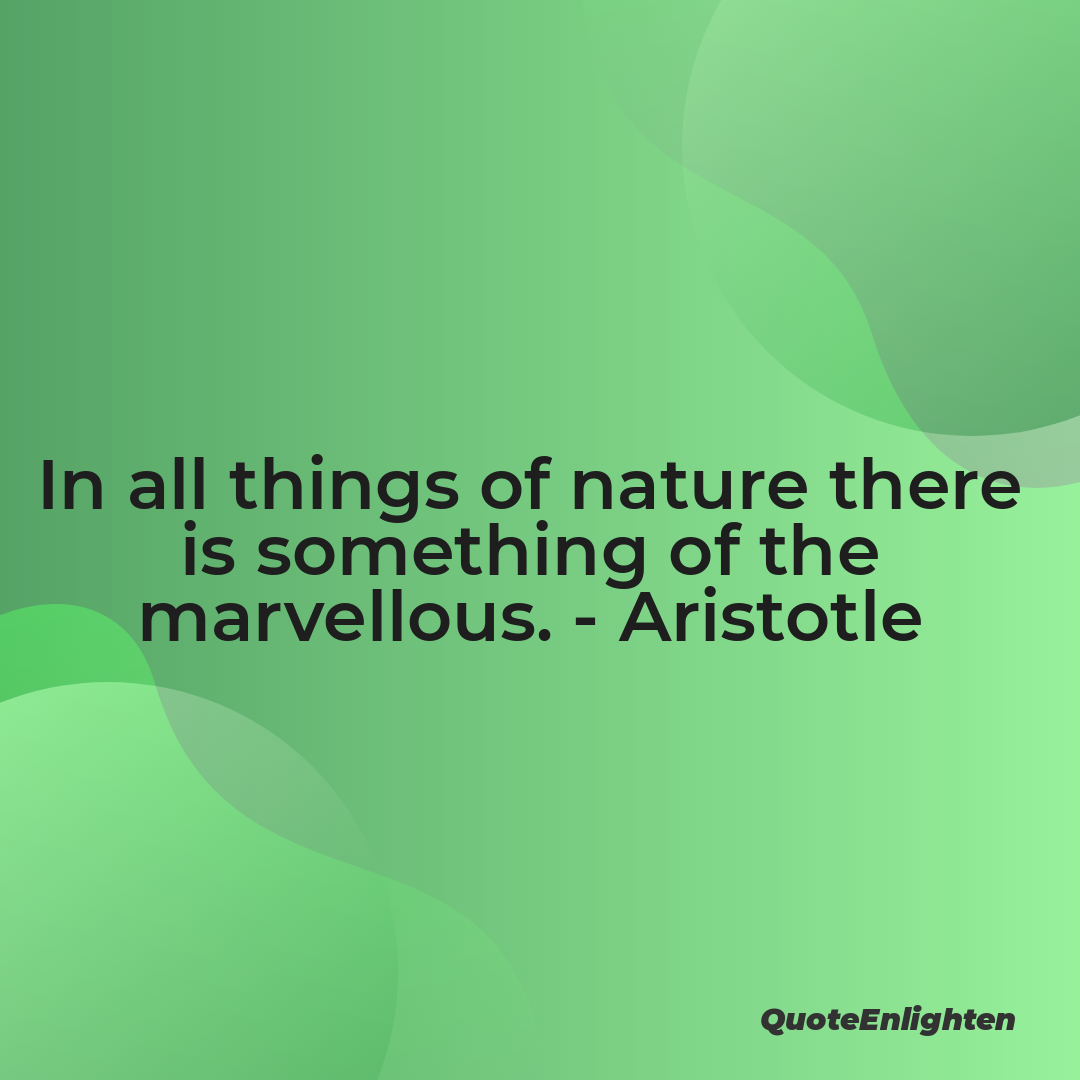 In all things of nature there
is something of the
marvellous. - Aristotle
QuoteEnlighten